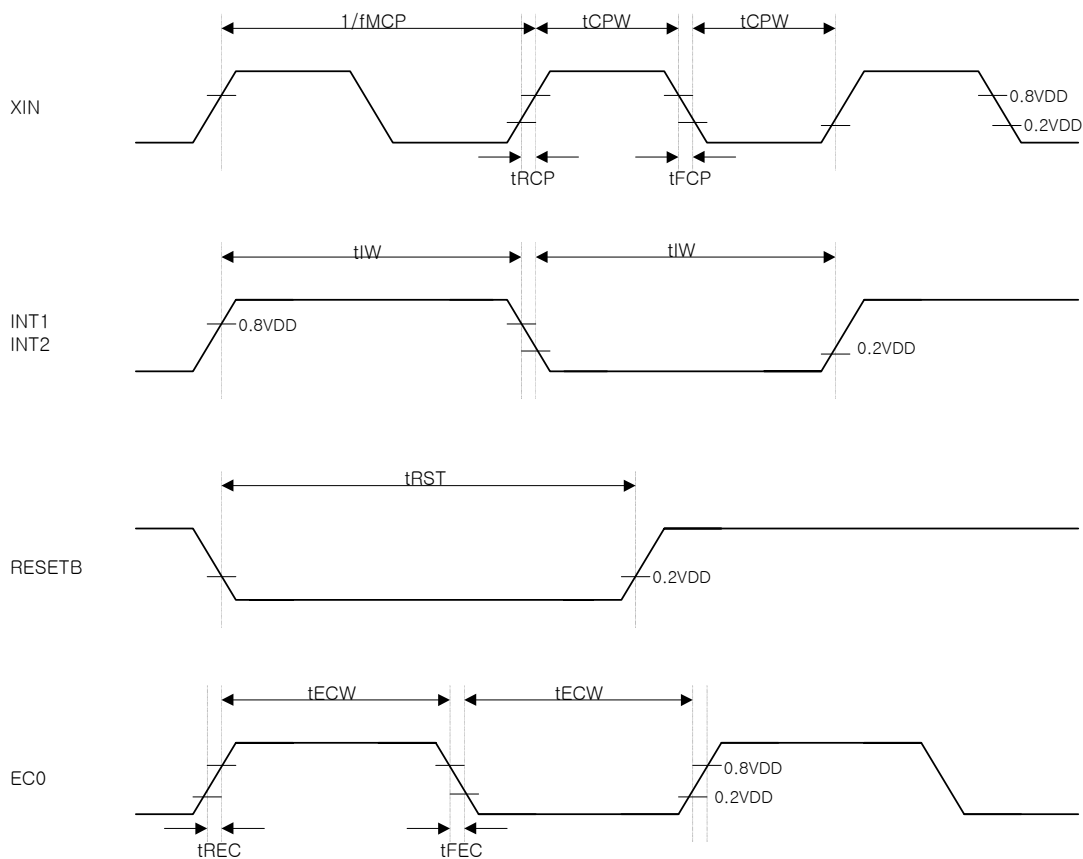 1/fMCP
tCPW
tCPW
XIN
0.8VDD
0.2VDD
tRCP
tFCP
tIW
tIW
INT1
INT2
0.8VDD
0.2VDD
tRST
RESETB
0.2VDD
tECW
tECW
EC0
0.8VDD
0.2VDD
tREC
tFEC